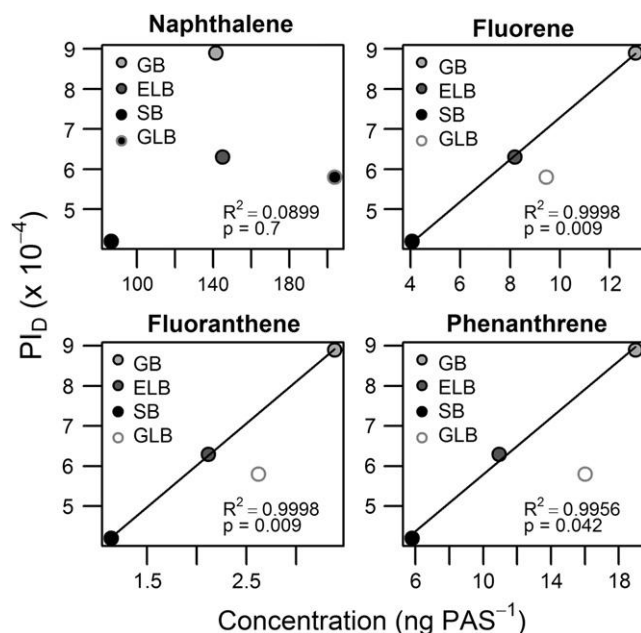 Naphthalene
Fluorene
9
8
7
6
5
GB
ELB
SB
GLB
R² = 0.0899
p = 0.7
100
140
180
9
8
7
6
5
GB
ELB
SB
GLB
R² = 0.9998
p = 0.009
4
6
8
10
12
Fluoranthene
Phenanthrene
9
8
7
6
5
GB
ELB
SB
GLB
R² = 0.9998
p = 0.009
1.5
2.5
9
8
7
6
5
GB
ELB
SB
GLB
R² = 0.9956
p = 0.042
6
8
10
14
18
PI_D (x 10⁻⁴)
Concentration (ng PAS⁻¹)